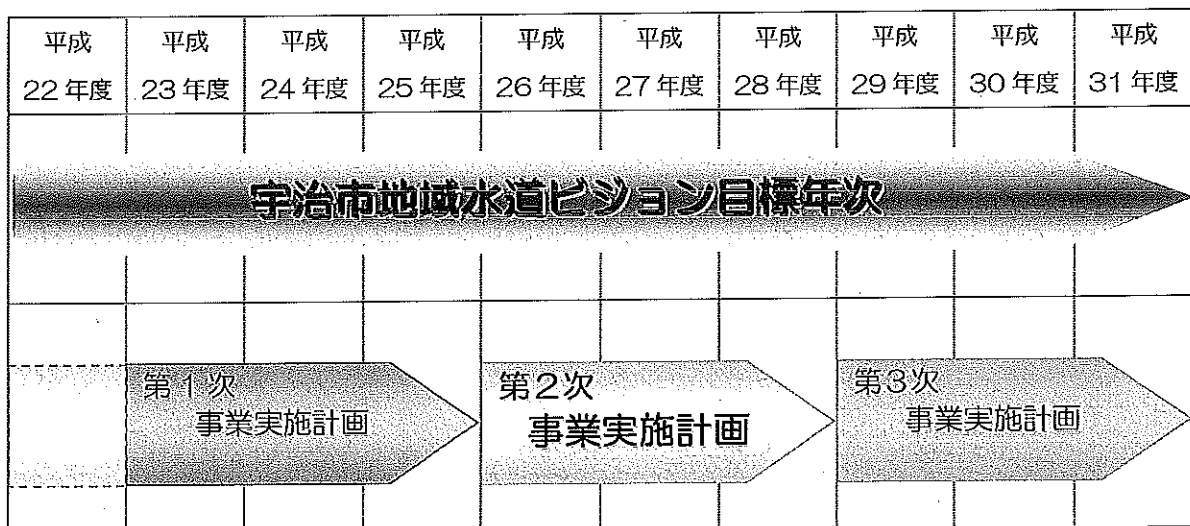 平成 平成 平成 平成 平成 平成 平成 平成 平成 平成
22年度 23年度 24年度 25年度 26年度 27年度 28年度 29年度 30年度 31年度
宇治市地域水道ビジョン目標年次
第1次
事業実施計画
第2次
事業実施計画
第3次
事業実施計画